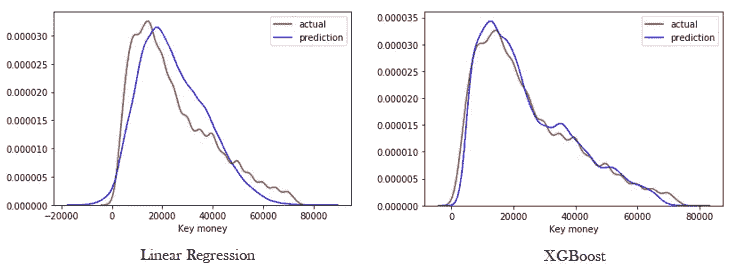 0.000030
0.000025
0.000020
0.000015
0.000010
0.000005
0.000000
−20000 0 20000 40000 60000 80000
Key money
actual
prediction
Linear Regression
0.000035
0.000030
0.000025
0.000020
0.000015
0.000010
0.000005
0.000000
0 20000 40000 60000 80000
Key money
actual
prediction
XGBoost